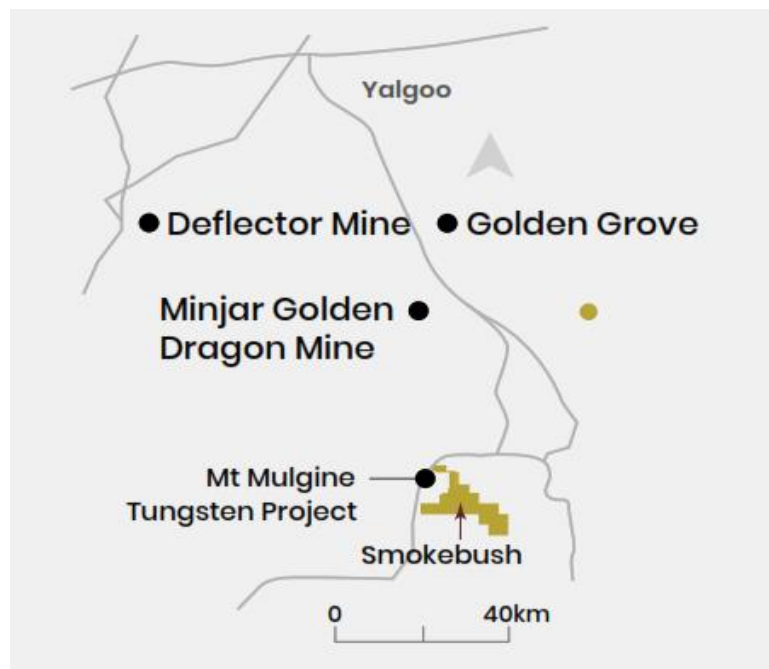 Yalgoo
Deflector Mine
Golden Grove
Minjar Golden
Dragon Mine
Mt Mulgine
Tungsten Project
Smokebush
0 40km